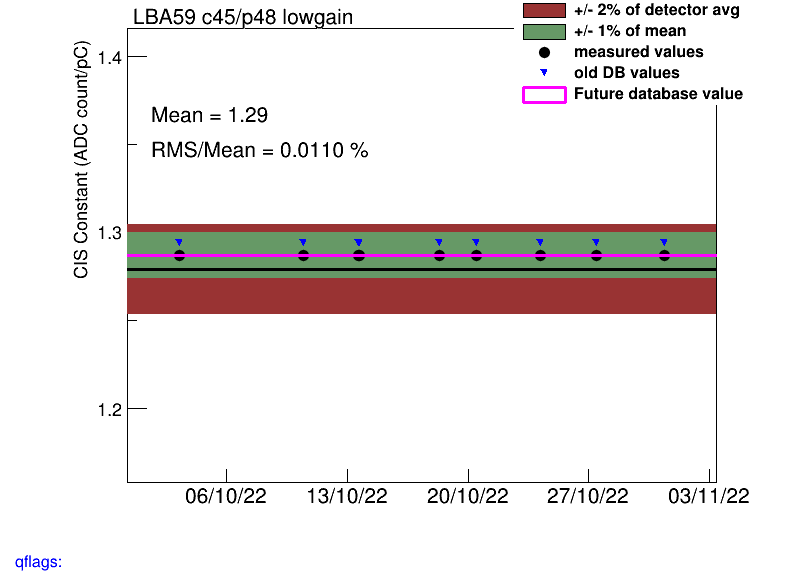 LBA59 c45/p48 lowgain
+/- 2% of detector avg
+/- 1% of mean
measured values
old DB values
Future database value
CIS Constant (ADC count/pC)
1.4
Mean = 1.29
RMS/Mean = 0.0110 %
1.3
1.2
06/10/22 13/10/22 20/10/22 27/10/22 03/11/22
qflags: